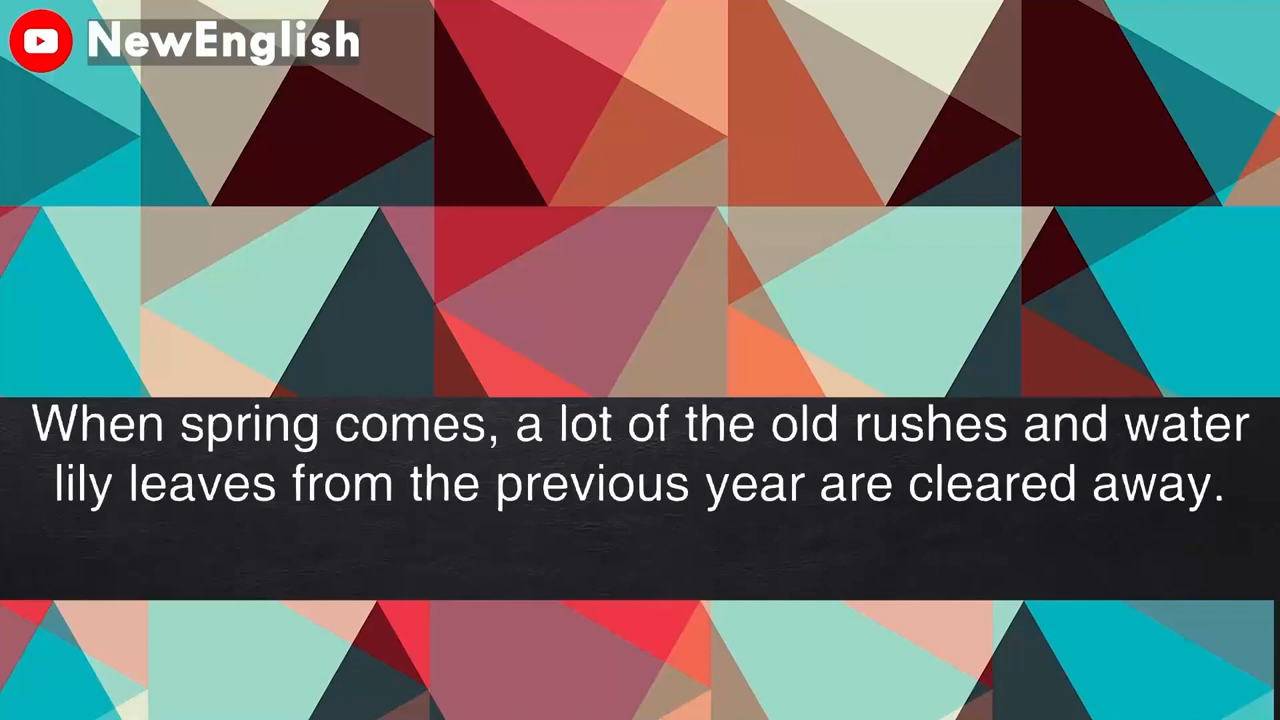 NewEnglish
When spring comes, a lot of the old rushes and water
lily leaves from the previous year are cleared away.